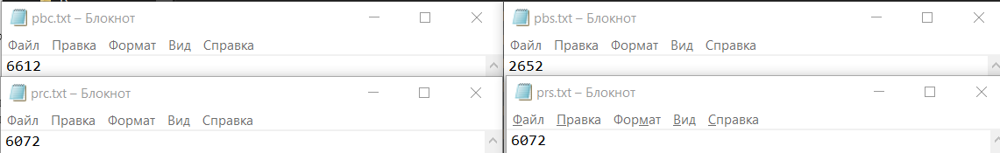 pbc.txt – Блокнот
Файл Правка Формат Вид Справка
6612
pbs.txt – Блокнот
Файл Правка Формат Вид Справка
2652
prc.txt – Блокнот
Файл Правка Формат Вид Справка
6072
prs.txt – Блокнот
Файл Правка Формат Вид Справка
6072